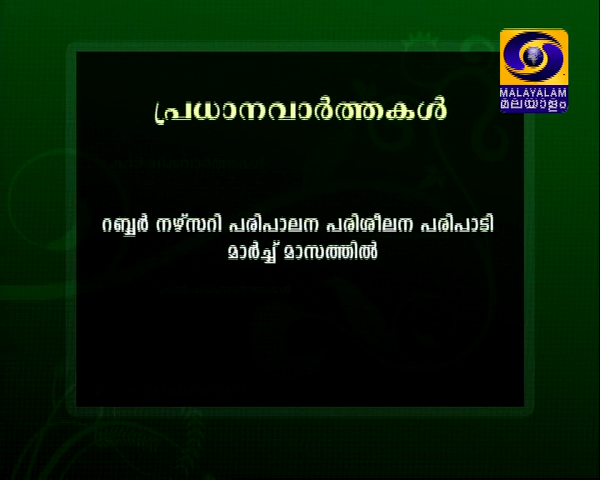 MALAYALAM
മലയാളം
പ്രധാനവാർത്തകൾ
റബ്ബർ നഴ്സറി പരിപാലന പരിശീലന പരിപാടി
മാർച്ച് മാസത്തിൽ